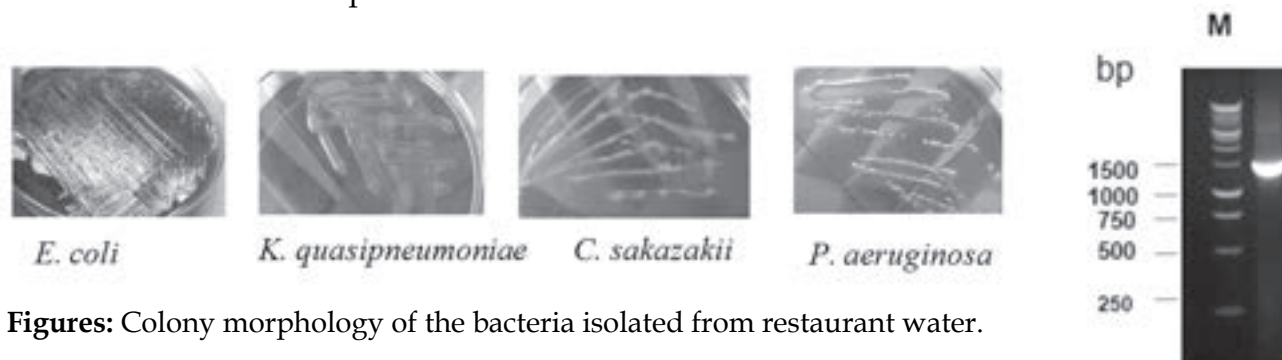 E. coli
K. quasipneumoniae
C. sakazakii
P. aeruginosa
Figures: Colony morphology of the bacteria isolated from restaurant water.
M
bp
1500
1000
750
500
250